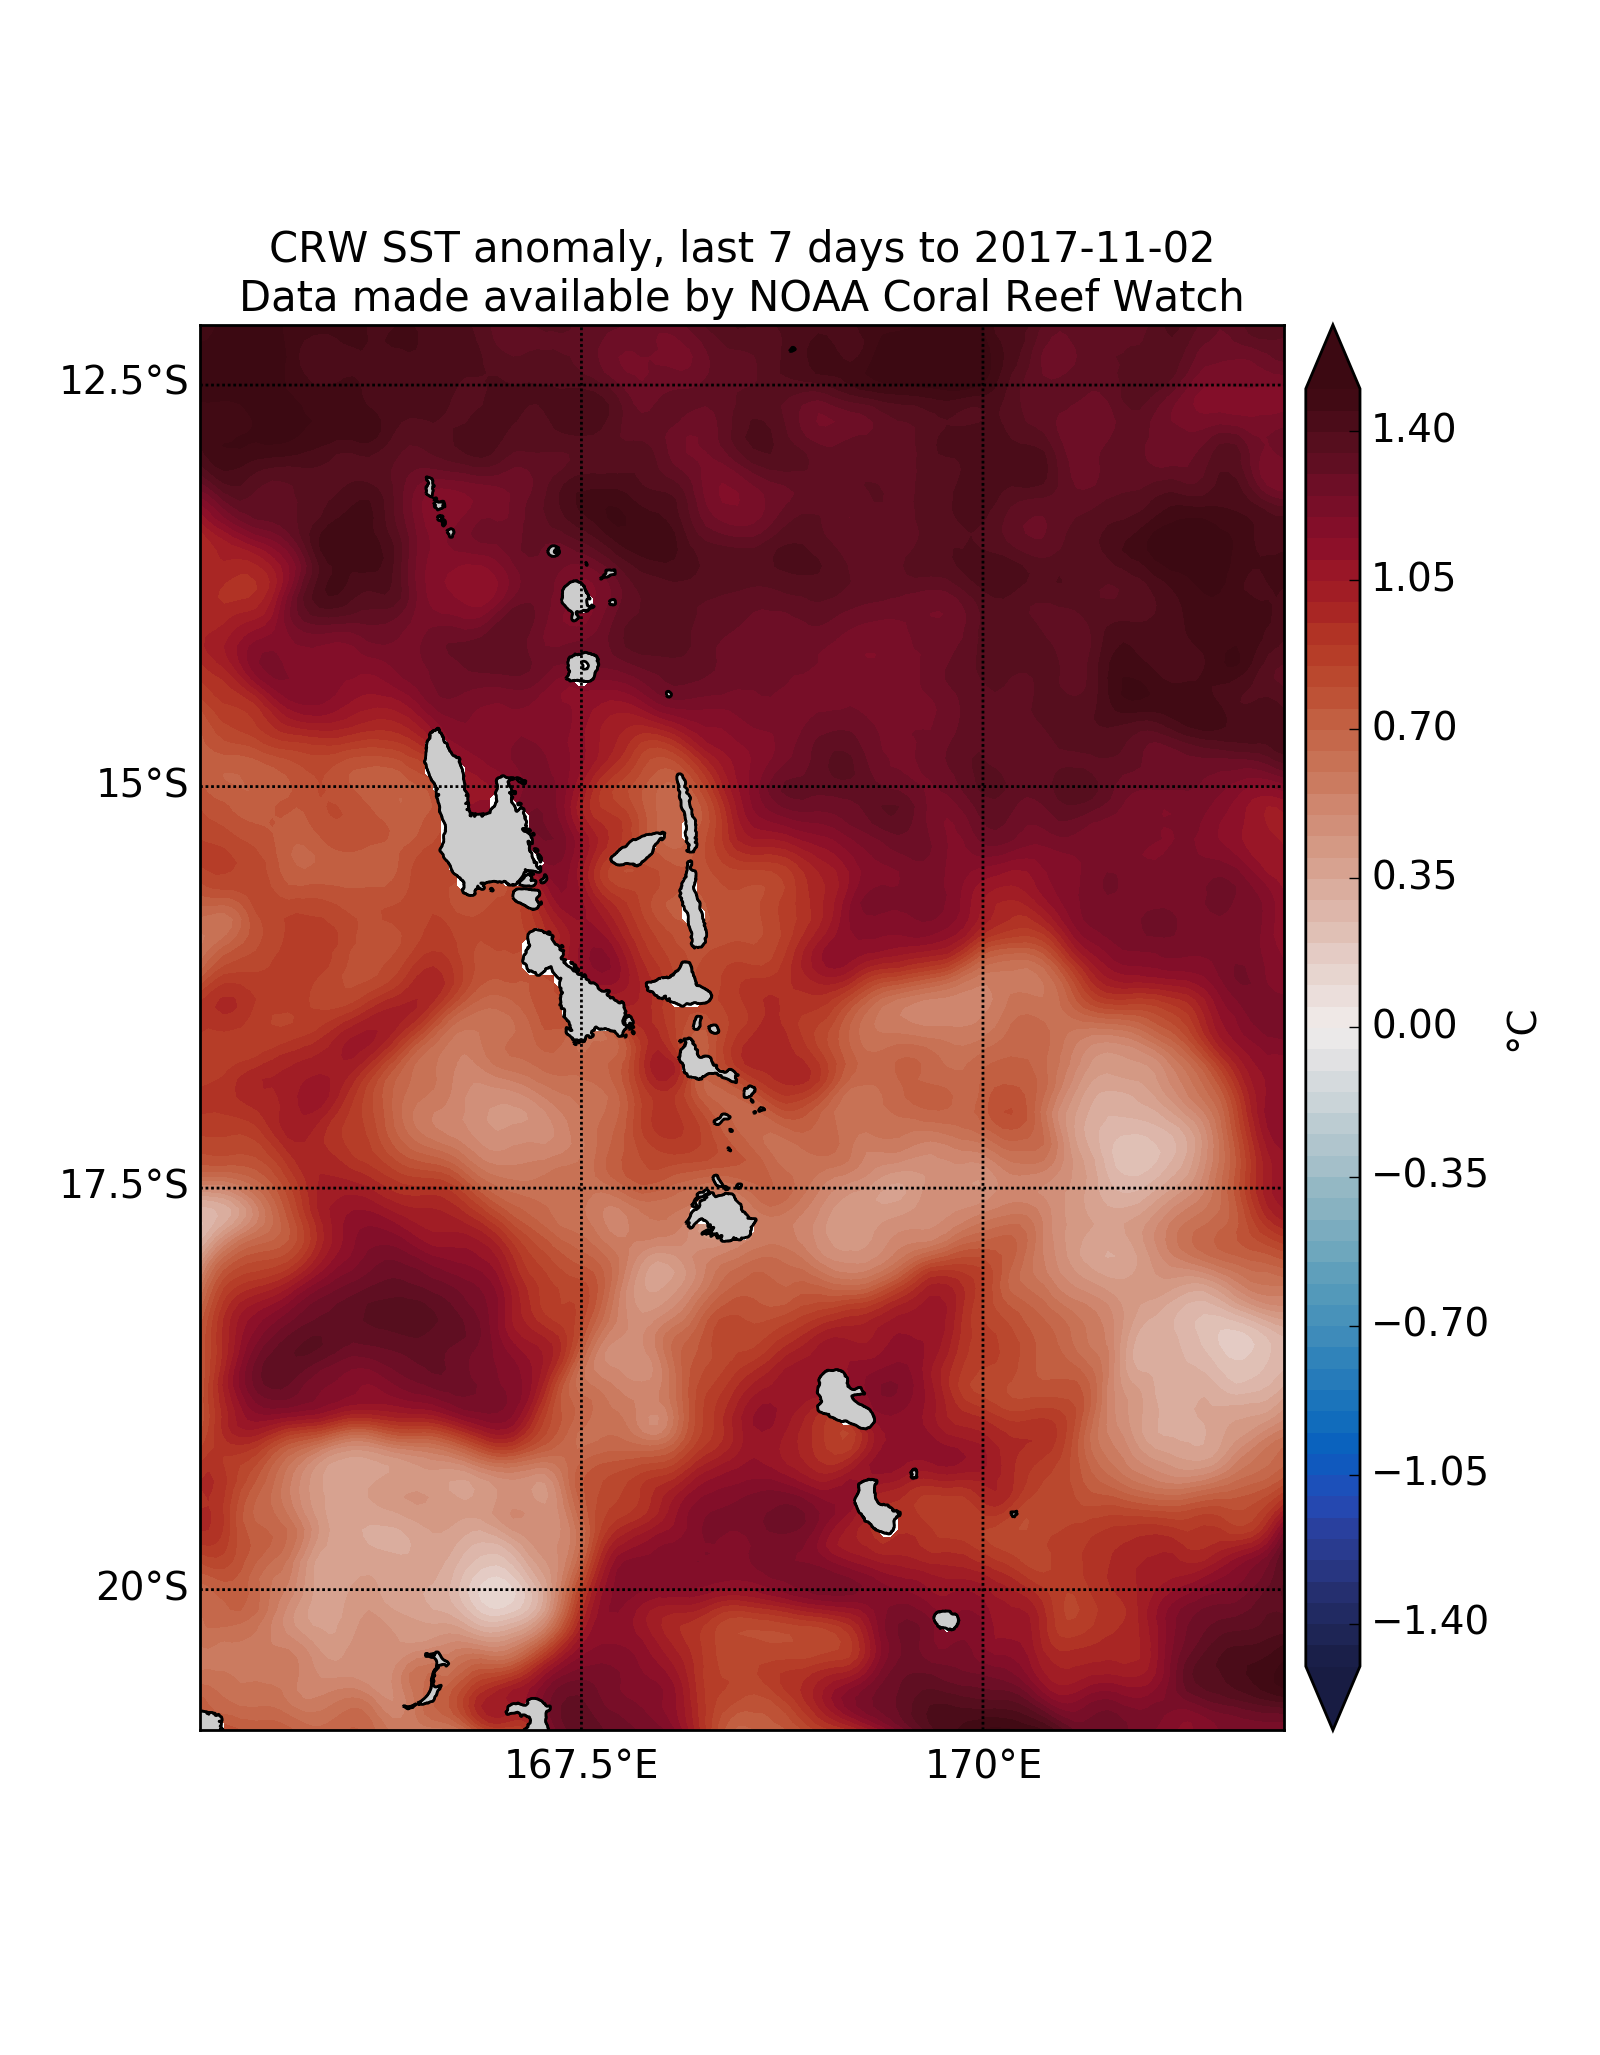 CRW SST anomaly, last 7 days to 2017-11-02
Data made available by NOAA Coral Reef Watch
12.5°S
15°S
17.5°S
20°S
167.5°E
170°E
1.40
1.05
0.70
0.35
0.00
−0.35
−0.70
−1.05
−1.40
°C